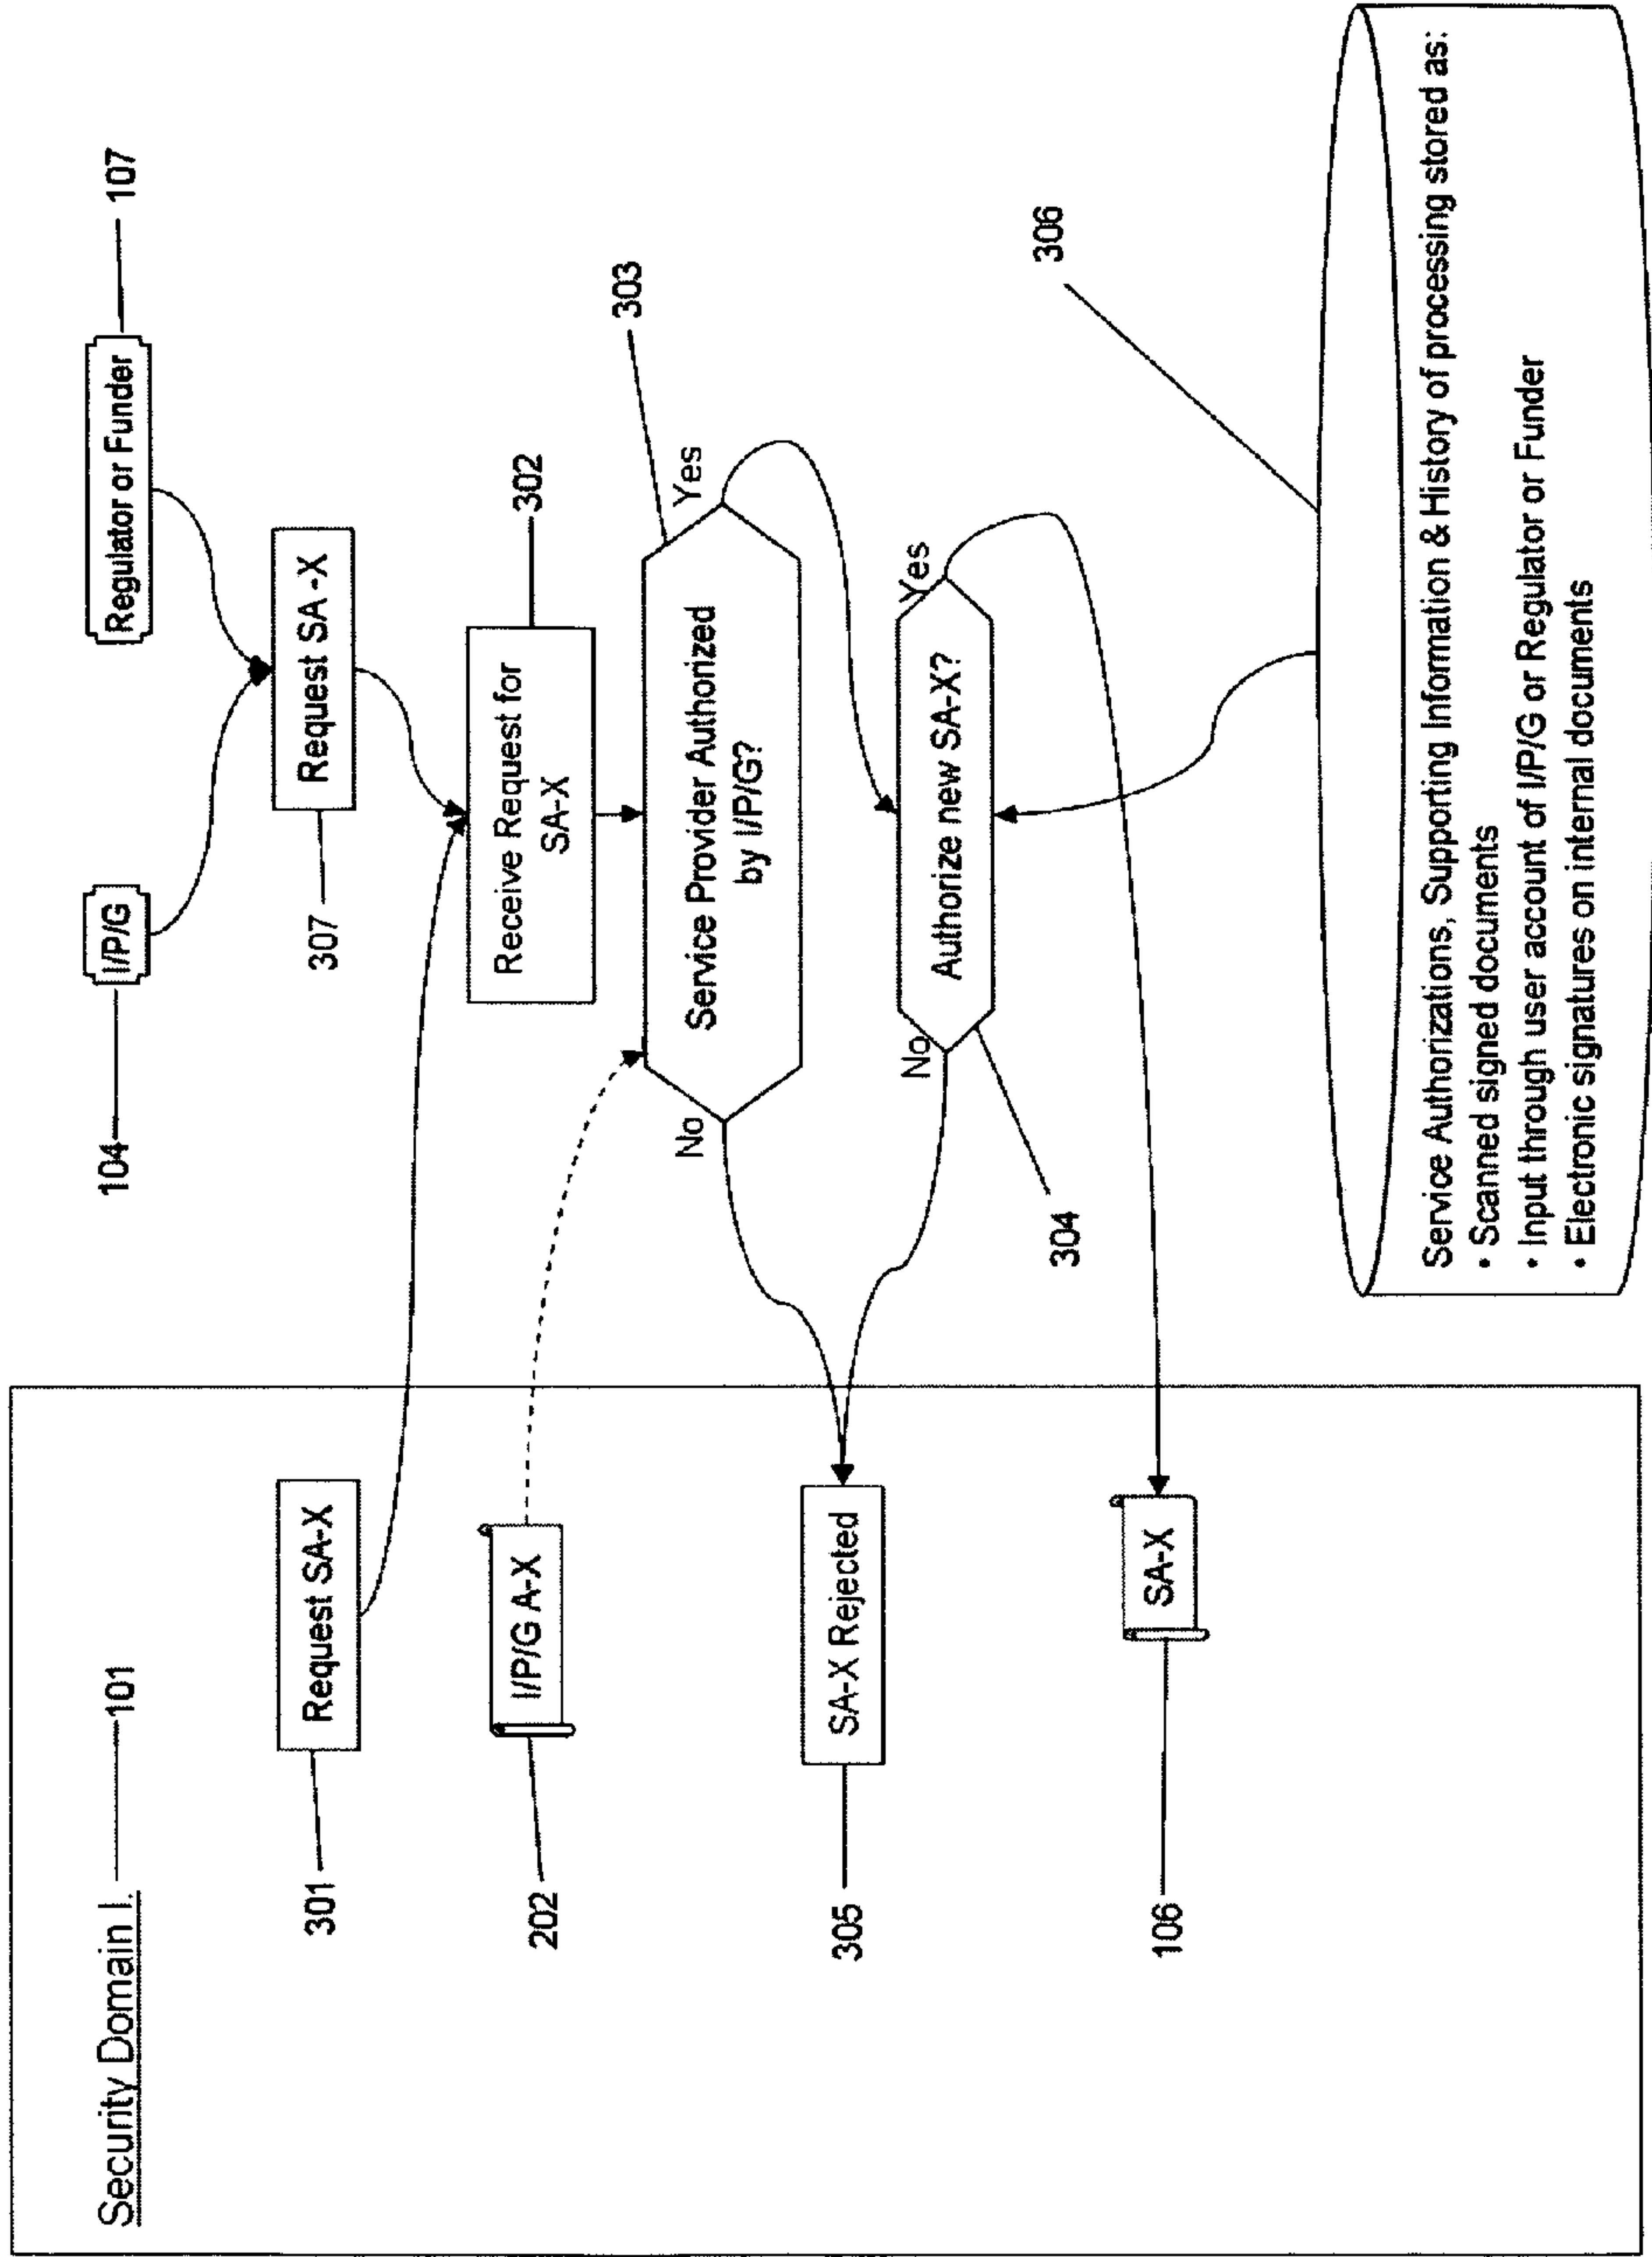 Security Domain I.
101
Request SA-X
301
I/P/G A-X
202
SA-X Rejected
305
SA-X
106
I/P/G
104
Regulator or Funder
107
Request SA -X
307
Receive Request for
SA-X
302
Service Provider Authorized
by I/P/G?
303
No
Yes
Authorize new SA-X?
304
No
Yes
306
Service Authorizations, Supporting Information & History of processing stored as:
• Scanned signed documents
• Input through user account of I/P/G or Regulator or Funder
• Electronic signatures on internal documents